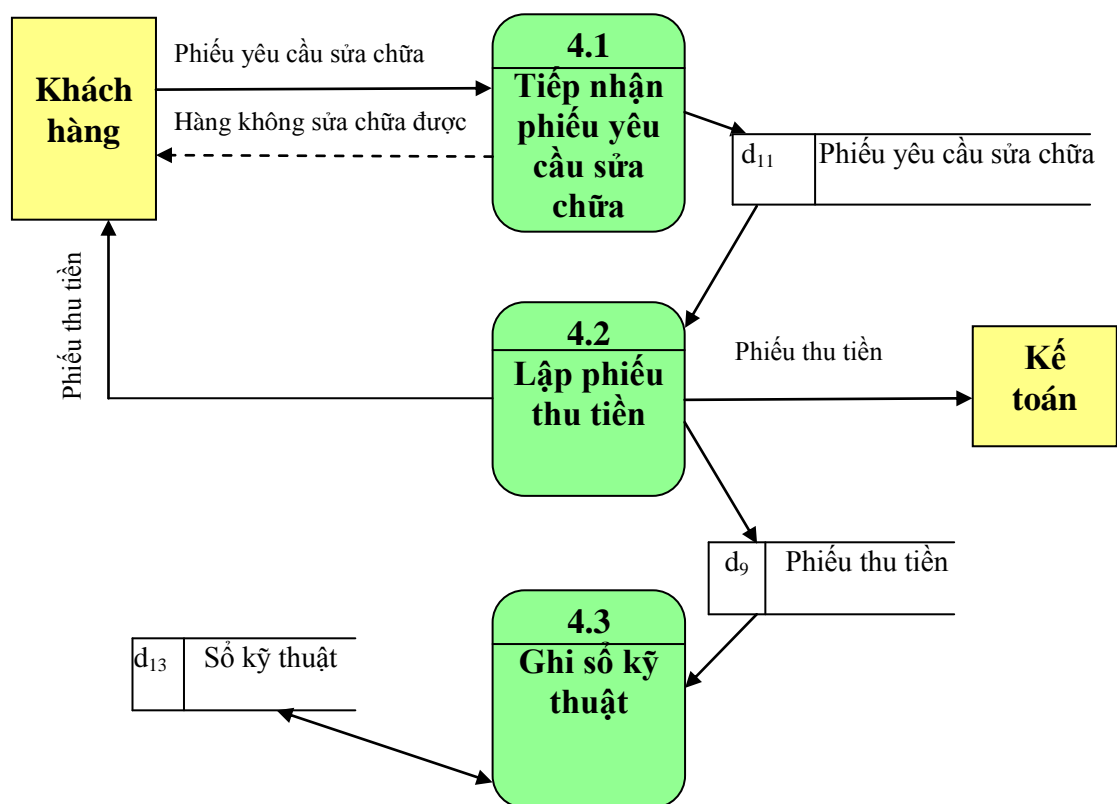 Khách
hàng
Phiếu yêu cầu sửa chữa
Hàng không sửa chữa được
4.1
Tiếp nhận
phiếu yêu
cầu sửa
chữa
d₁₁ Phiếu yêu cầu sửa chữa
Phiếu thu tiền
4.2
Lập phiếu
thu tiền
Phiếu thu tiền
Kế
toán
d₉ Phiếu thu tiền
4.3
Ghi sổ kỹ
thuật
d₁₃ Sổ kỹ thuật